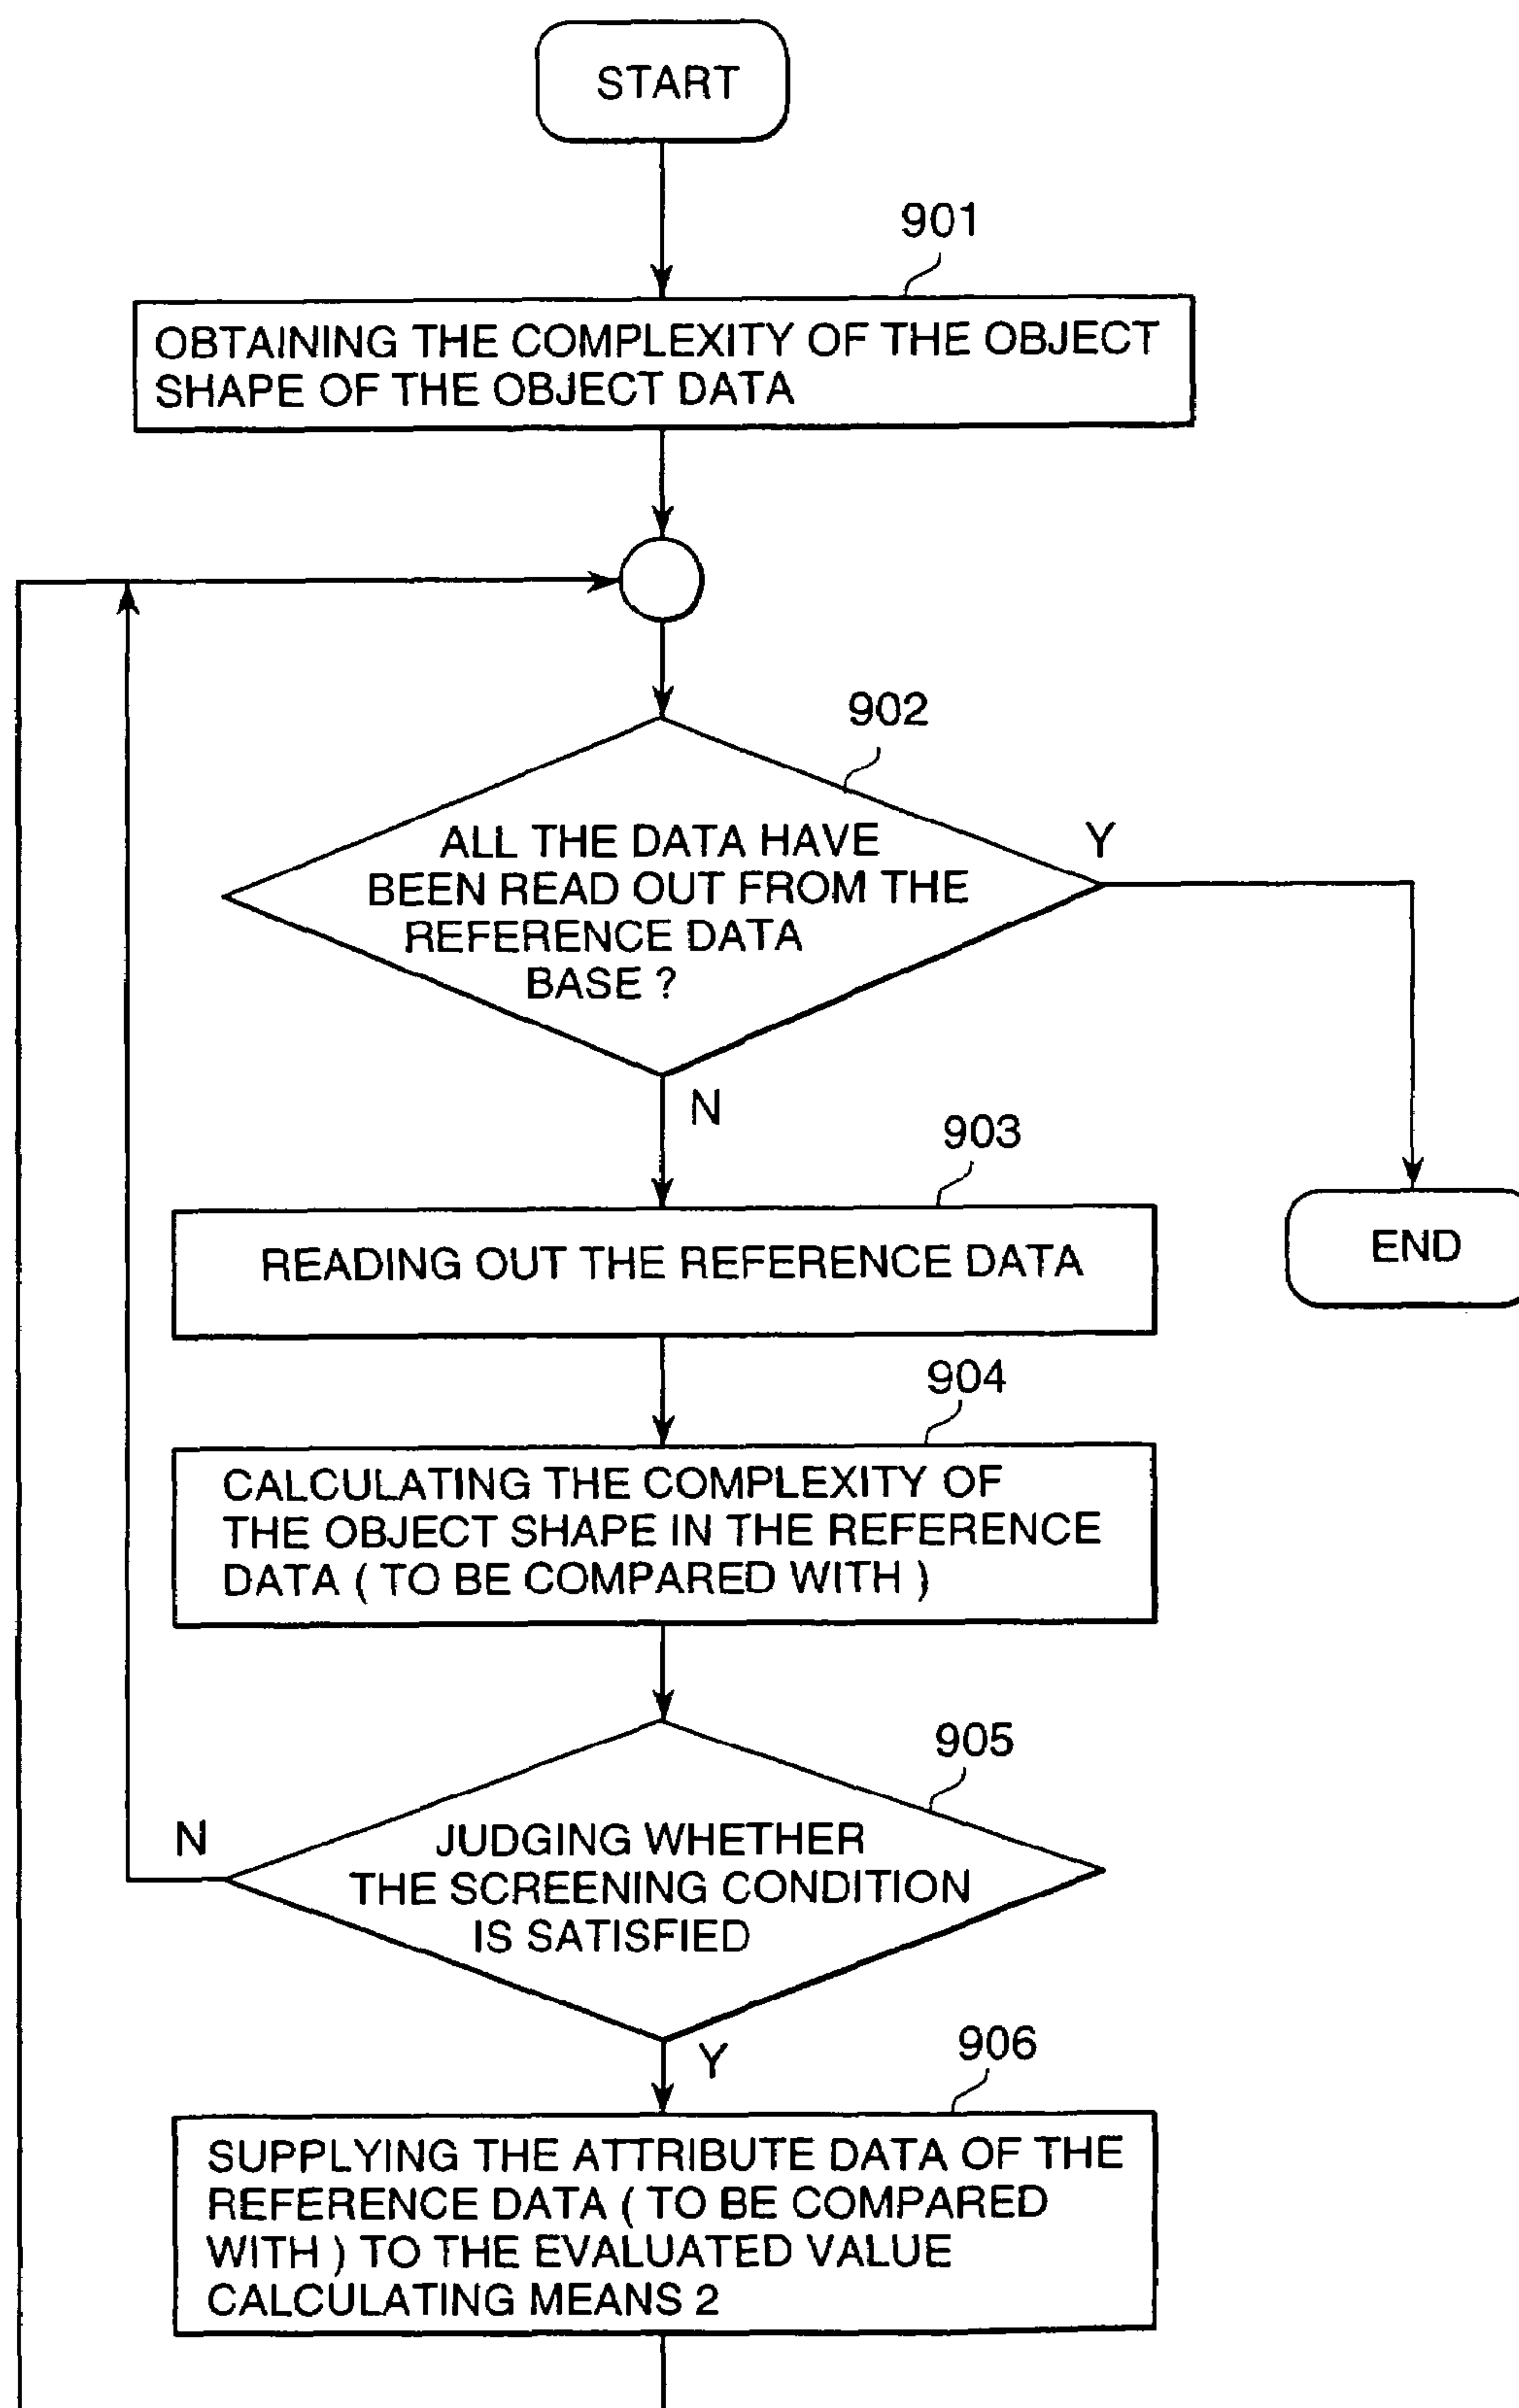 START
901
OBTAINING THE COMPLEXITY OF THE OBJECT
SHAPE OF THE OBJECT DATA
902
ALL THE DATA HAVE
BEEN READ OUT FROM THE
REFERENCE DATA
BASE ?
Y
N
903
READING OUT THE REFERENCE DATA
END
904
CALCULATING THE COMPLEXITY OF
THE OBJECT SHAPE IN THE REFERENCE
DATA ( TO BE COMPARED WITH )
905
N
JUDGING WHETHER
THE SCREENING CONDITION
IS SATISFIED
Y
906
SUPPLYING THE ATTRIBUTE DATA OF THE
REFERENCE DATA ( TO BE COMPARED
WITH ) TO THE EVALUATED VALUE
CALCULATING MEANS 2